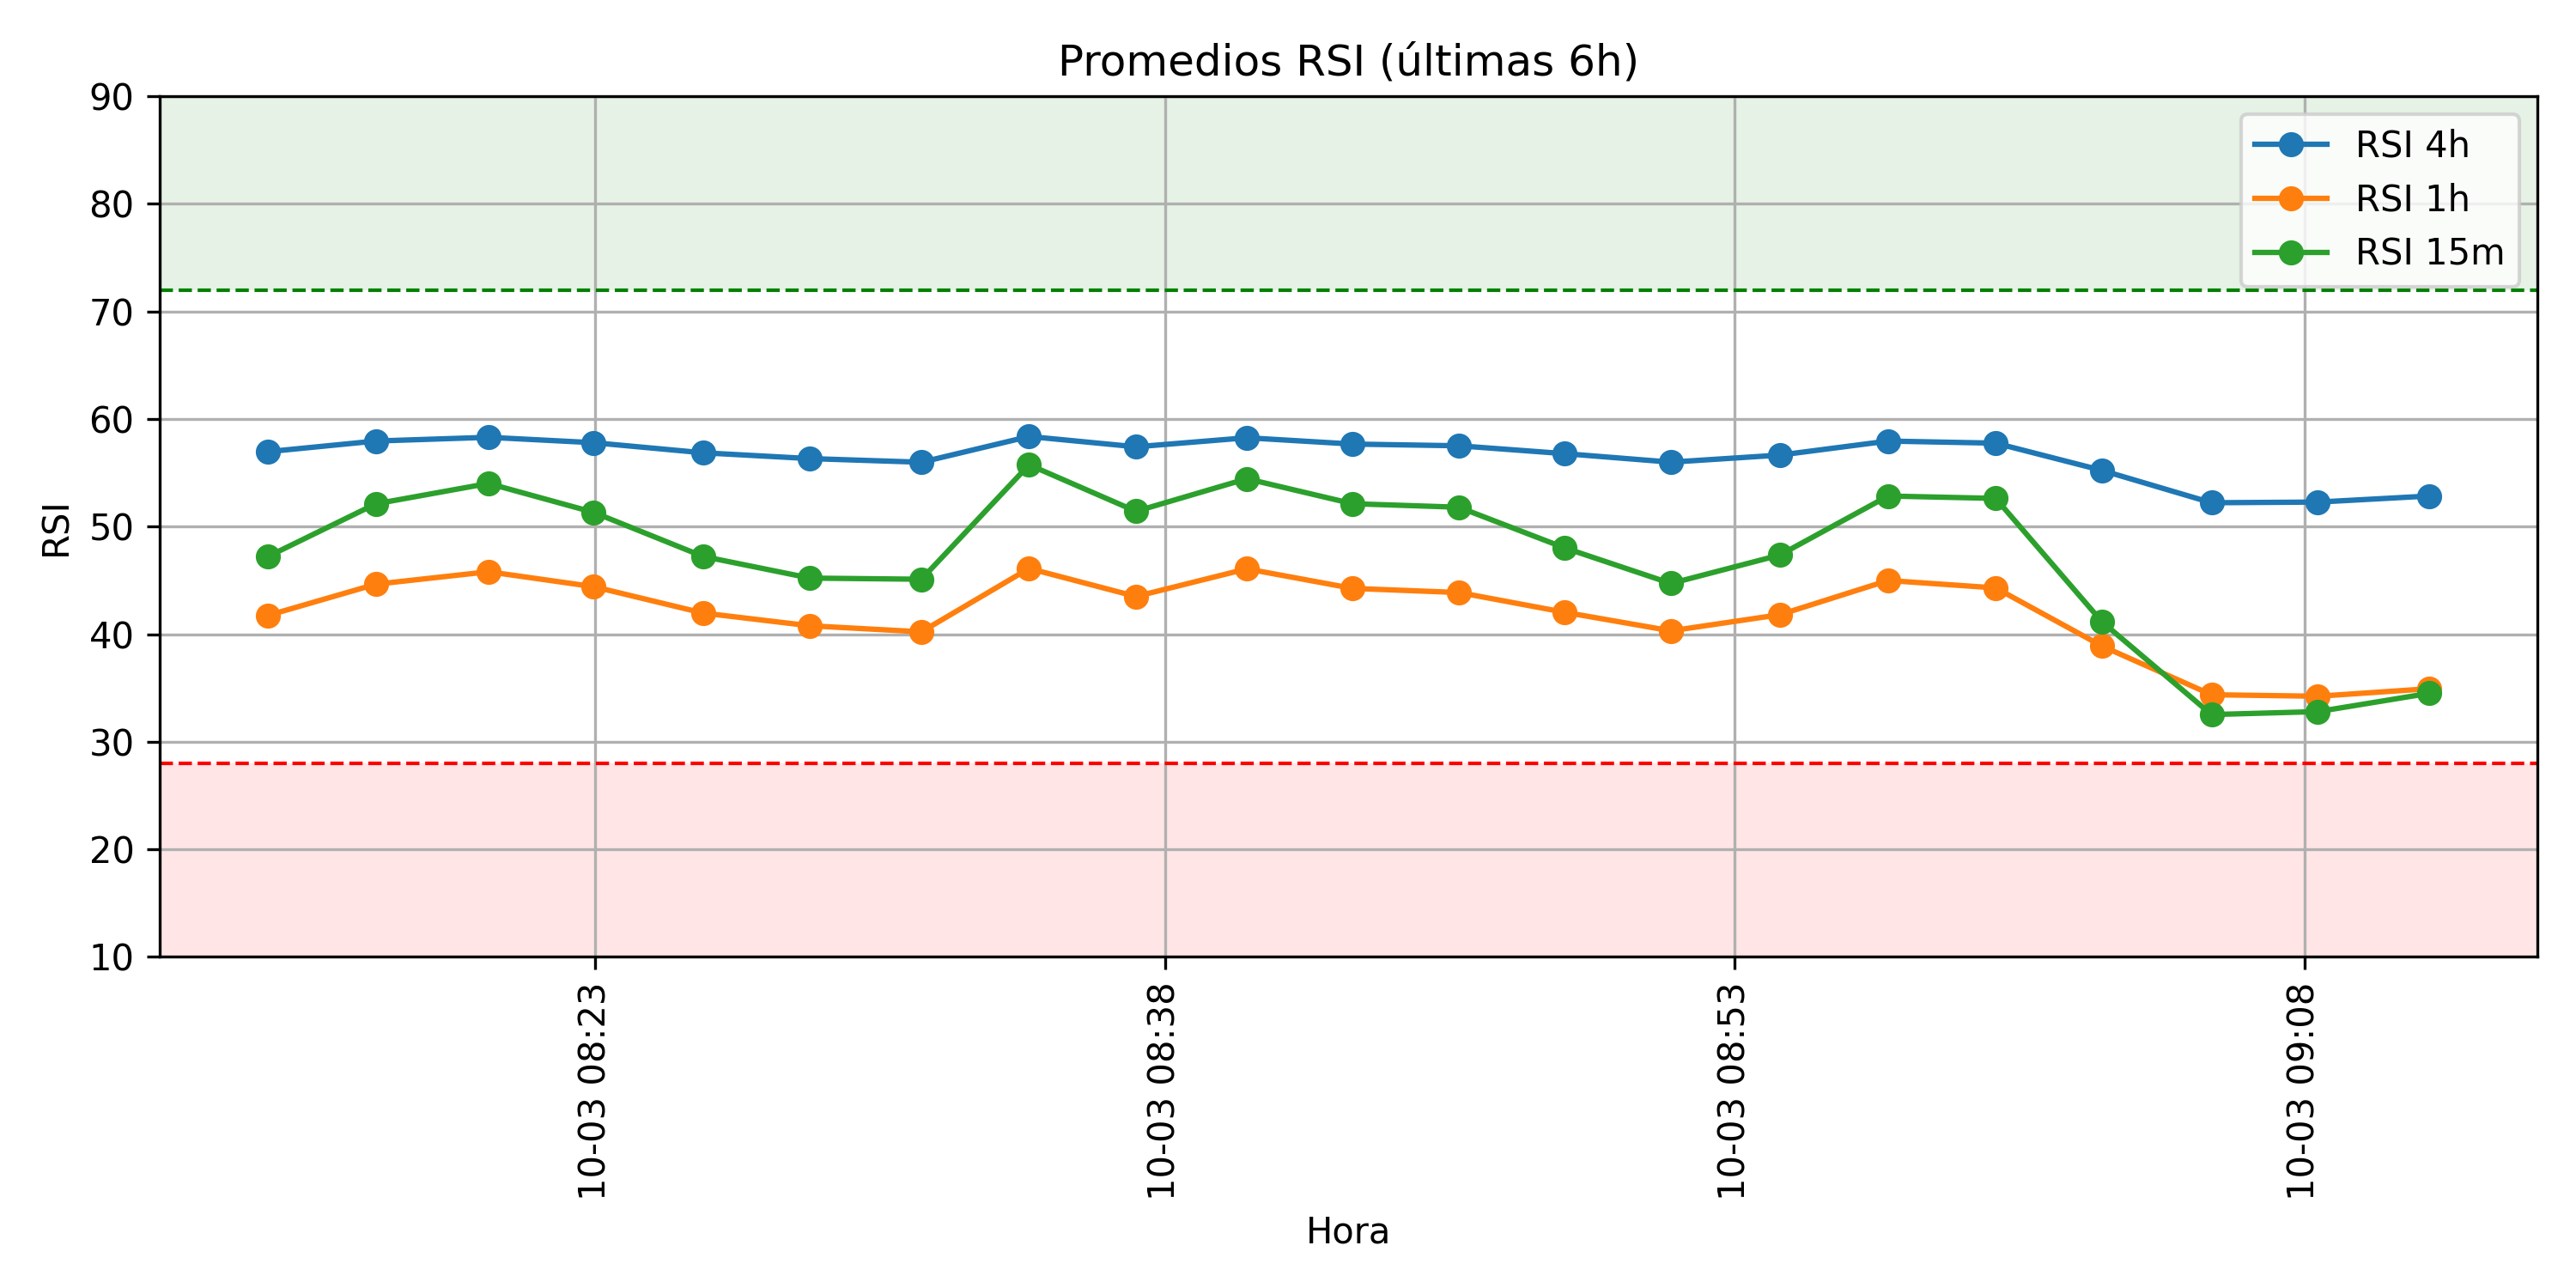 Promedios RSI (últimas 6h)
RSI 4h
RSI 1h
RSI 15m
RSI
90
80
70
60
50
40
30
20
10
10-03 08:23
10-03 08:38
10-03 08:53
10-03 09:08
Hora